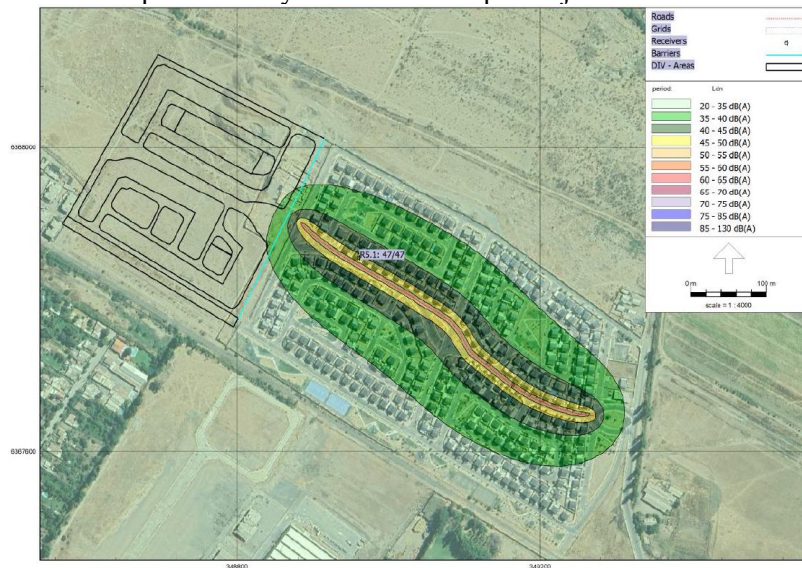 Roads
Grids
Receivers
Barriers
DIV - Areas
period: Ldn
20 - 35 dB(A)
35 - 40 dB(A)
40 - 45 dB(A)
45 - 50 dB(A)
50 - 55 dB(A)
55 - 60 dB(A)
60 - 65 dB(A)
65 - 70 dB(A)
70 - 75 dB(A)
75 - 85 dB(A)
85 - 130 dB(A)
0 m 100 m
scale = 1 : 4000
6368000
R5.1: 47/47
348800 349200